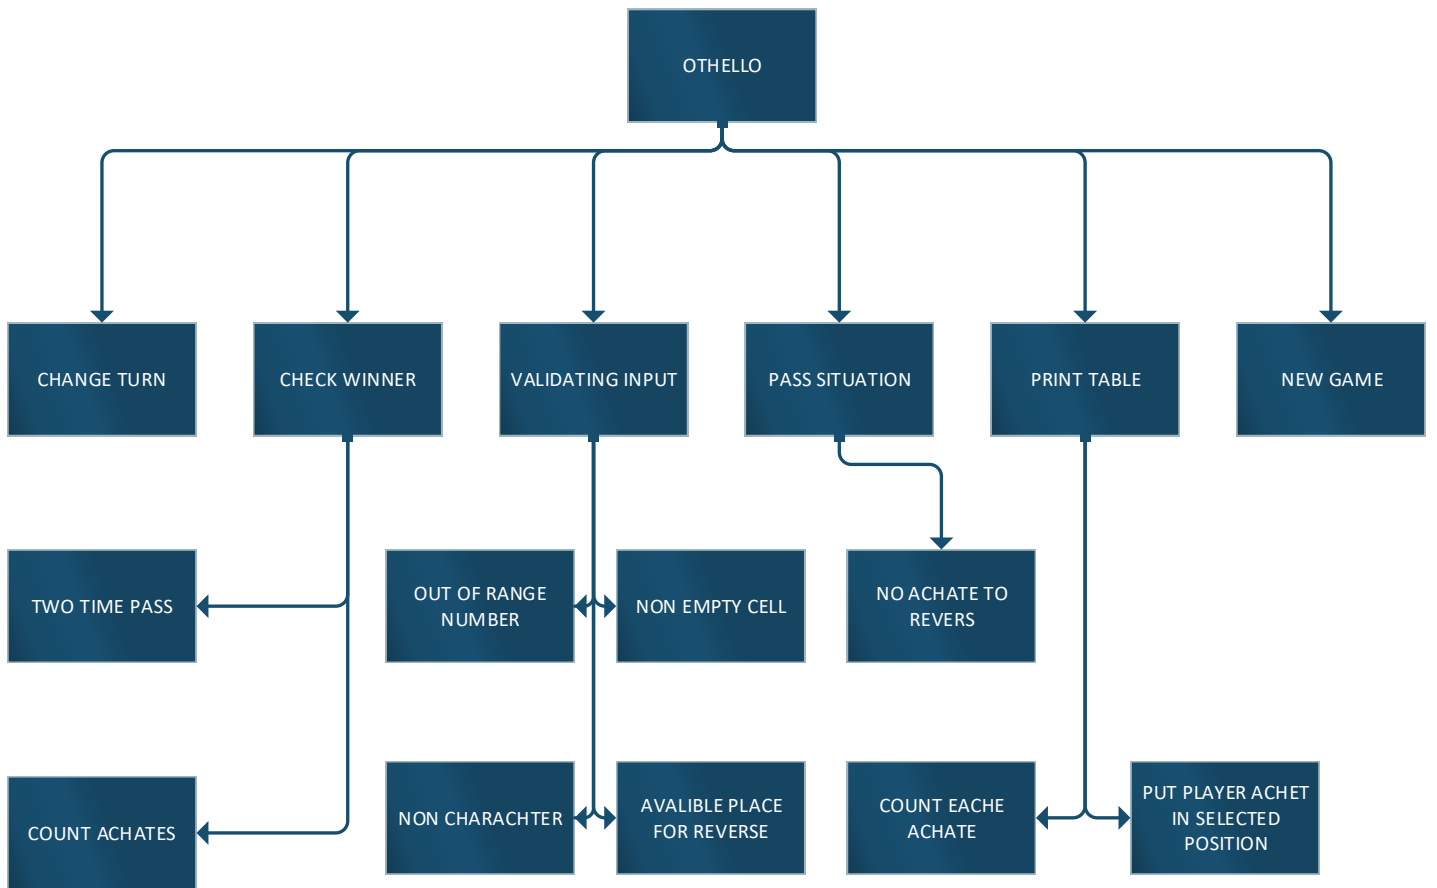 OTHELLO
CHANGE TURN
CHECK WINNER
VALIDATING INPUT
PASS SITUATION
PRINT TABLE
NEW GAME
TWO TIME PASS
OUT OF RANGE
NUMBER
NON EMPTY CELL
NO ACHATE TO
REVERS
COUNT ACHATES
NON CHARACHTER
AVALIBLE PLACE
FOR REVERSE
COUNT EACHE
ACHATE
PUT PLAYER ACHET
IN SELECTED
POSITION